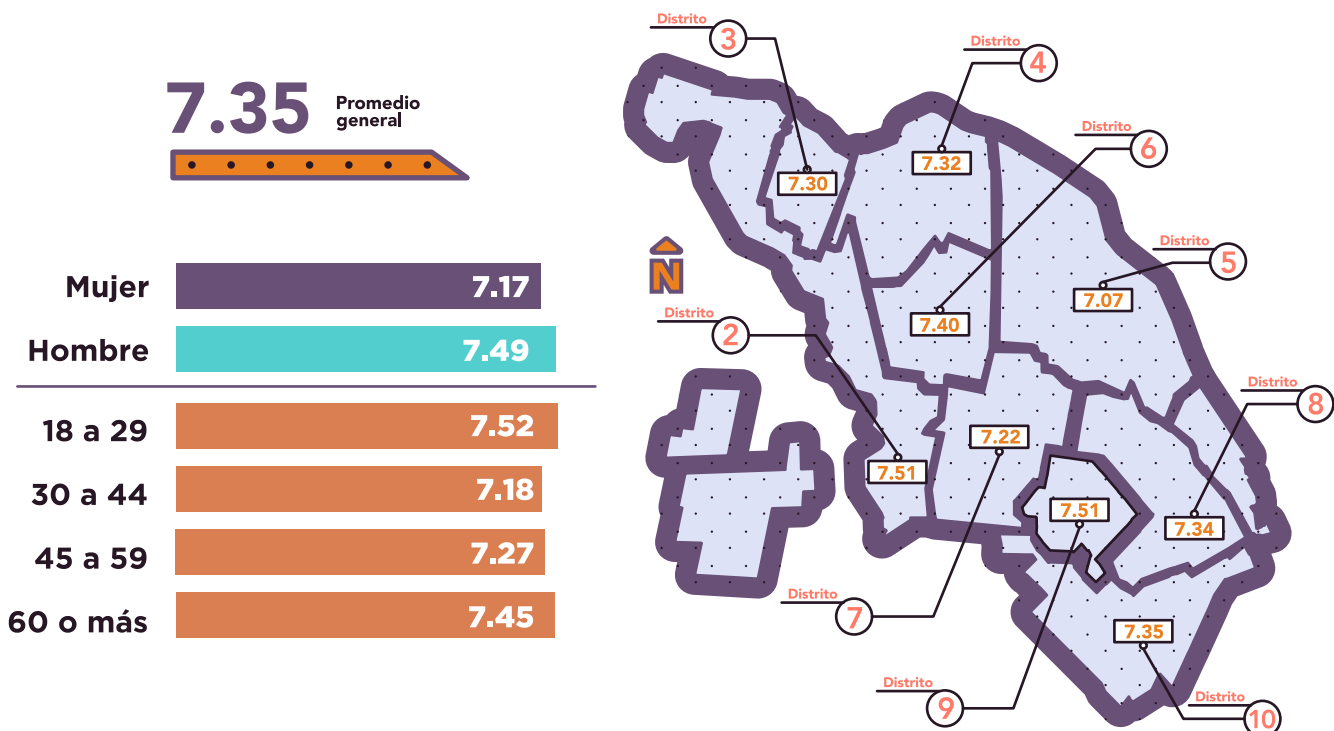 7.35
Promedio
general
Mujer
7.17
Hombre
7.49
18 a 29
7.52
30 a 44
7.18
45 a 59
7.27
60 o más
7.45
Distrito
3
7.30
Distrito
4
7.32
Distrito
6
7.40
Distrito
5
7.07
N
Distrito
2
7.51
Distrito
8
7.34
7.22
Distrito
7
7.51
Distrito
9
7.35
Distrito
10